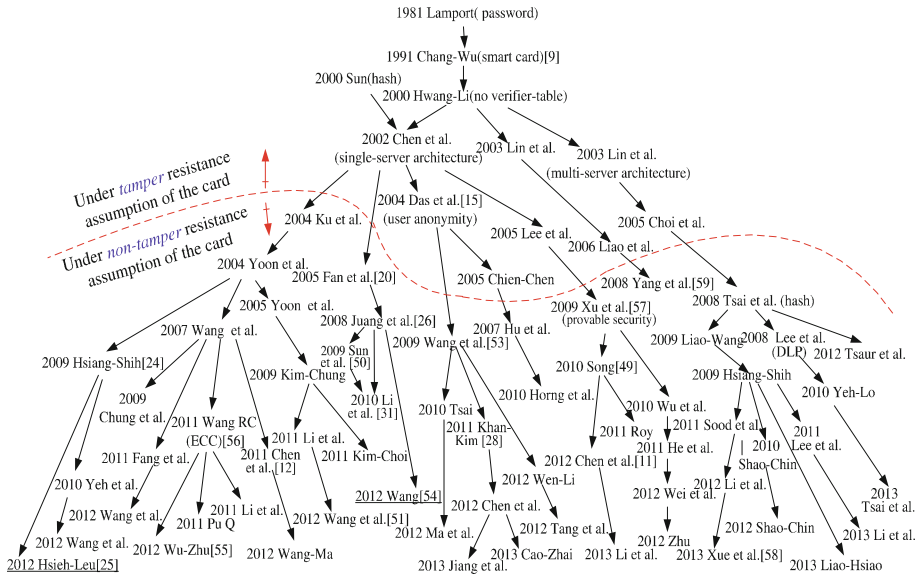 1981 Lamport( password)
1991 Chang-Wu(smart card)[9]
2000 Sun(hash)
2000 Hwang-Li(no verifier-table)
2002 Chen et al.
(single-server architecture)
2003 Lin et al.
2003 Lin et al.
(multi-server architecture)
Under tamper resistance
assumption of the card
Under non-tamper resistance
assumption of the card
2004 Ku et al.
2004 Das et al.[15]
(user anonymity)
2005 Lee et al.
2006 Liao et al.
2005 Choi et al.
2004 Yoon et al.
2005 Fan et al.[20]
2005 Chien-Chen
2008 Yang et al.[59]
2008 Tsai et al. (hash)
2005 Yoon et al.
2009 Xu et al.[57]
(provable security)
2007 Wang et al.
2008 Juang et al.[26]
2007 Hu et al.
2009 Wang et al.[53]
2009 Liao-Wang
2008 Lee et al.
(DLP)
2012 Tsaur et al.
2009 Hsiang-Shih[24]
2009 Sun
et al. [50]
2009 Kim-Chung
2010 Song[49]
2009 Hsiang-Shih
2010 Yeh-Lo
2009
Chung et al.
2010 Li
et al. [31]
2010 Horng et al.
2010 Tsai
2010 Wu et al.
2011 Wang RC
(ECC)[56]
2011 Khan-
Kim [28]
2011 Roy
2011 Sood et al.
2011
Lee et al.
2011 Li et al.
2011 He et al.
2010
Shao-Chin
2011 Fang et al.
2011 Chen
et al.[12]
2011 Kim-Choi
2012 Chen et al.[11]
2010 Yeh et al.
2012 Wen-Li
2012 Li et al.
2012 Wang[54]
2012 Wei et al.
2013
Tsai et al.
2012 Wang et al.
2011 Pu Q
2011 Li et al.
2012 Wang et al.[51]
2012 Chen et al.
2012 Tang et al.
2012 Shao-Chin
2012 Ma et al.
2013 Li et al.
2012 Wang et al.
2012 Wu-Zhu[55]
2012 Wang-Ma
2012 Zhu
2013 Cao-Zhai
2013 Li et al.
2013 Xue et al.[58]
2012 Hsieh-Leu[25]
2013 Jiang et al.
2013 Liao-Hsiao